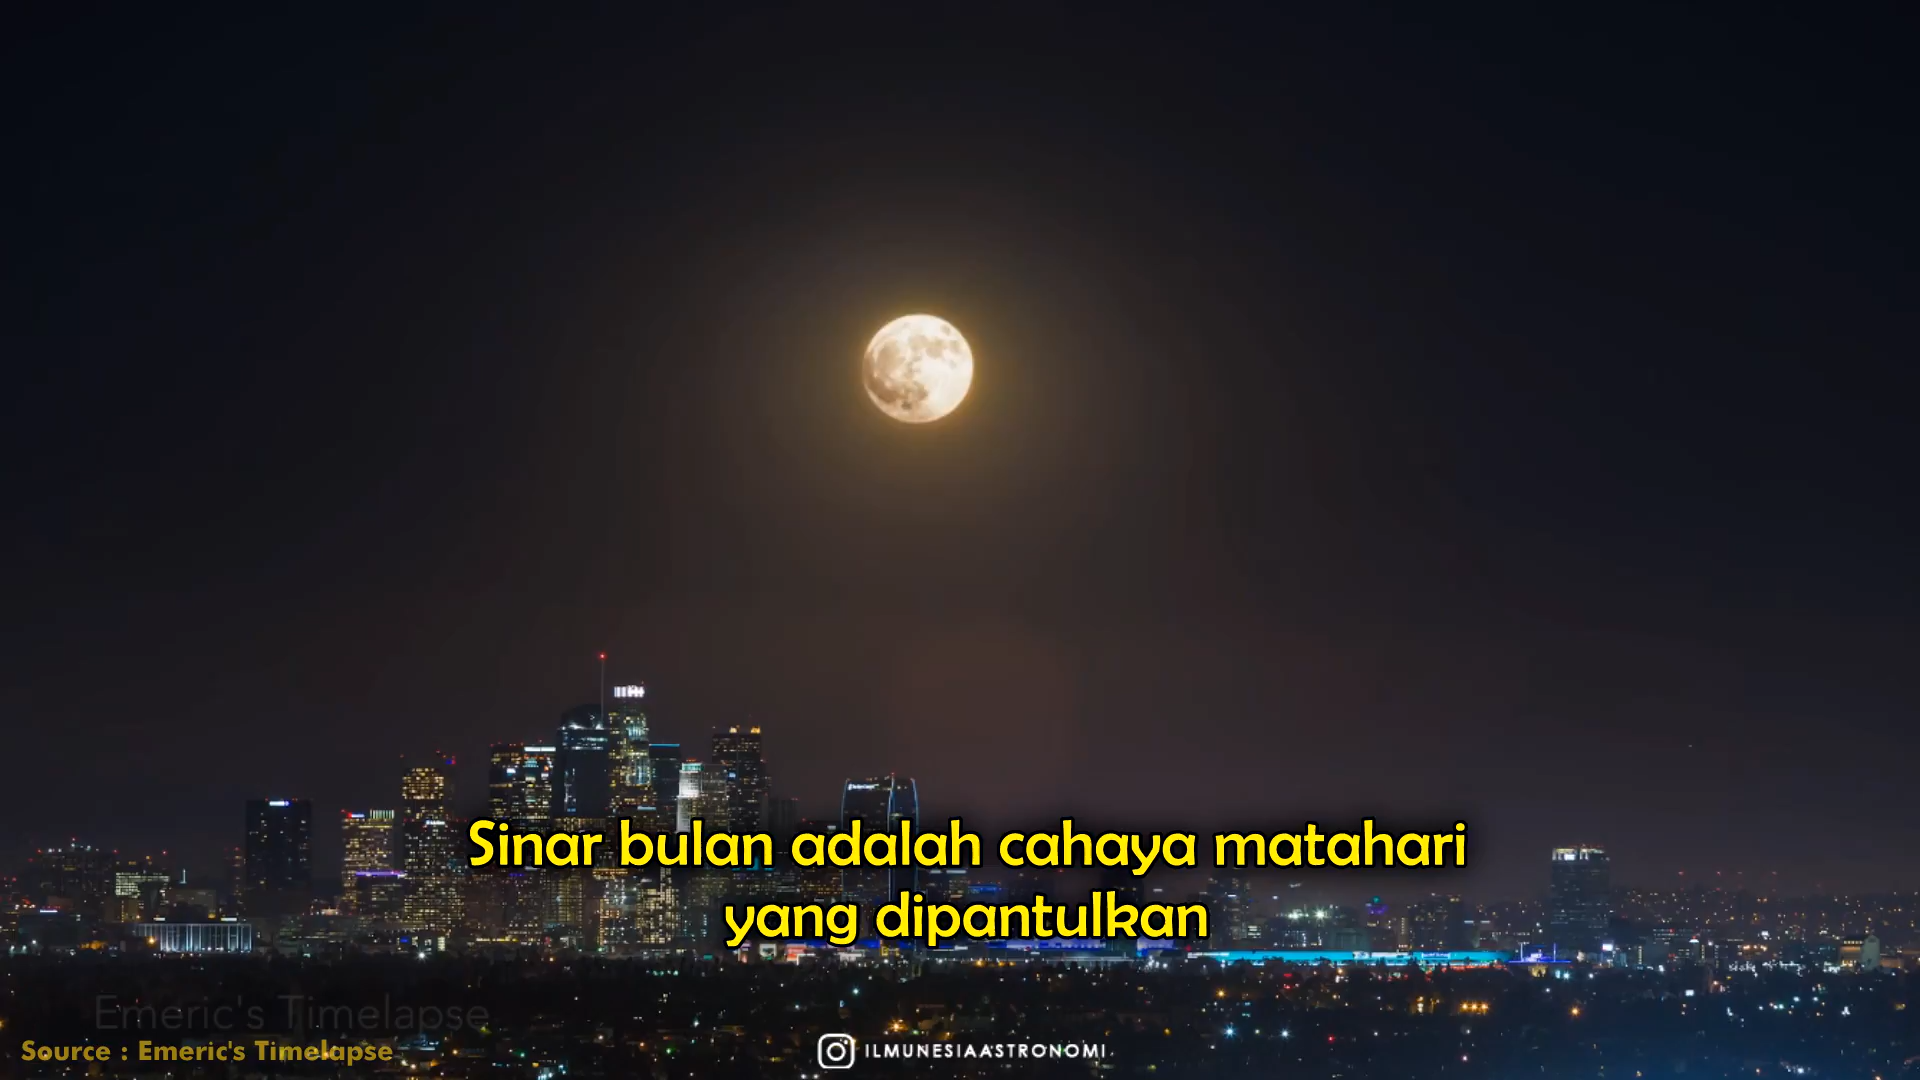 Sinar bulan adalah cahaya matahari
yang dipantulkan
Emeric's Timelapse
Source : Emeric's Timelapse
ILMUNESIAASTRONOMI